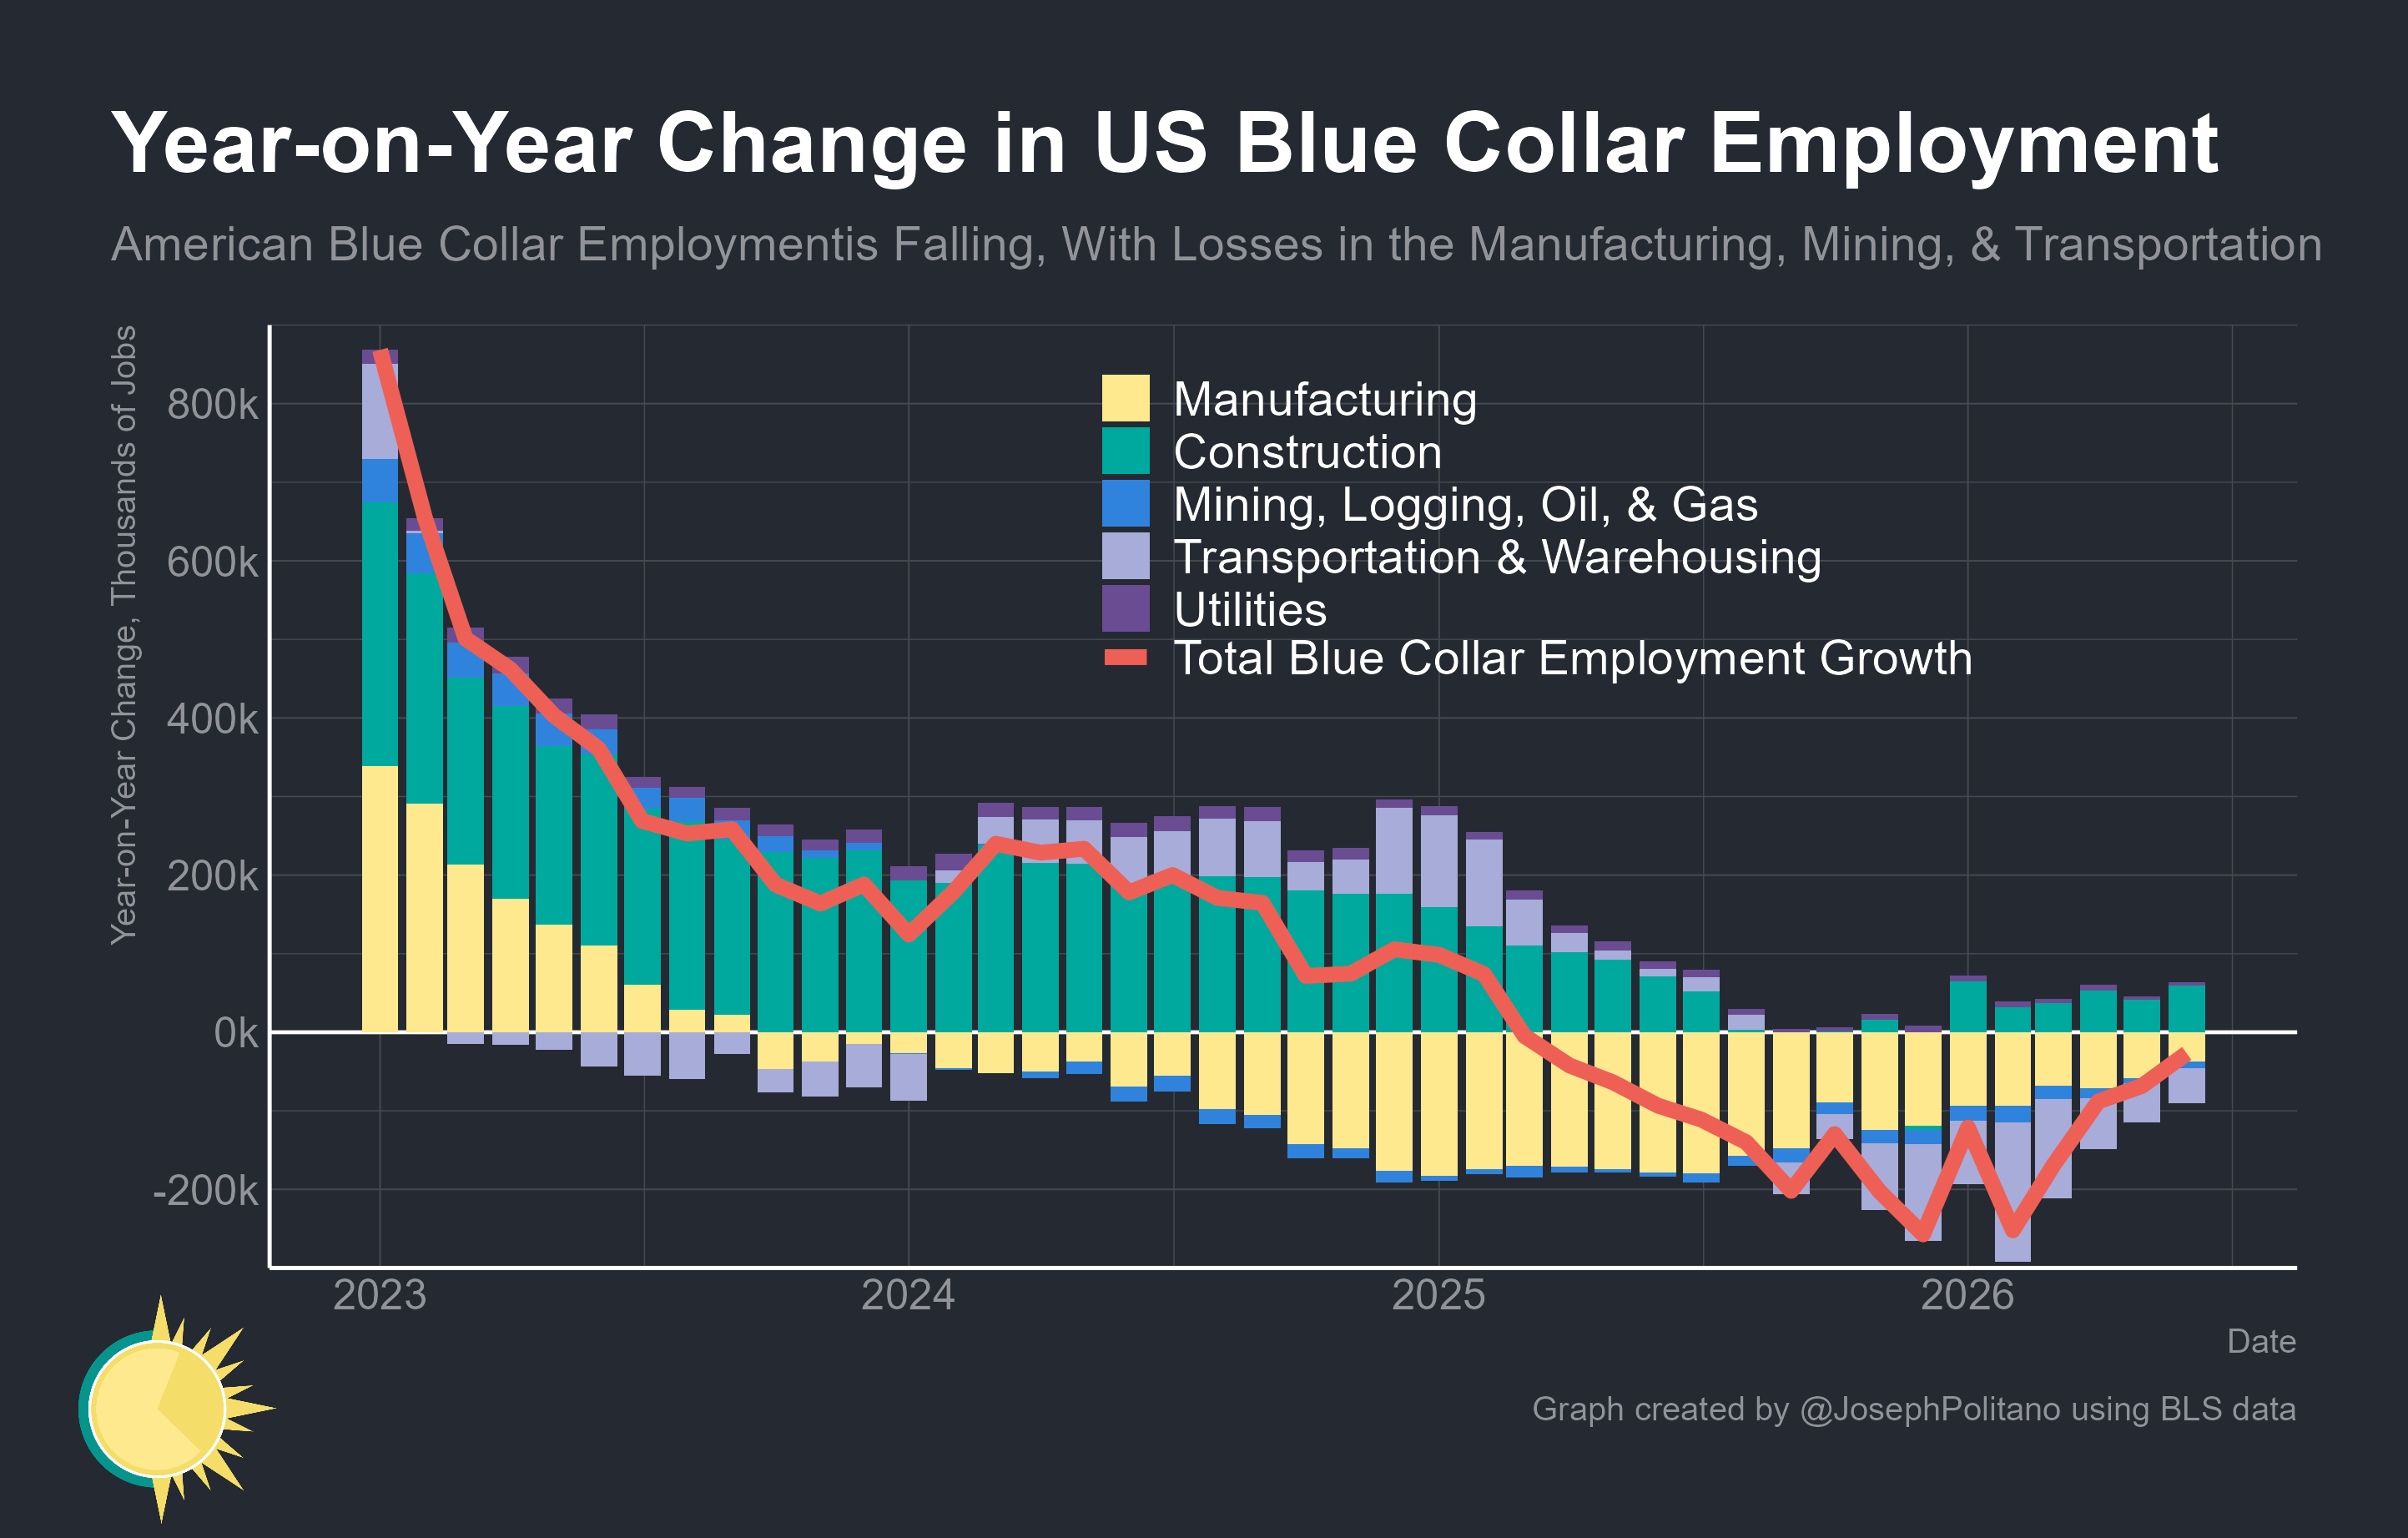 Year-on-Year Change in US Blue Collar Employment
American Blue Collar Employmentis Falling, With Losses in the Manufacturing, Mining, & Transportation
Year-on-Year Change, Thousands of Jobs
800k
600k
400k
200k
0k
-200k
Manufacturing
Construction
Mining, Logging, Oil, & Gas
Transportation & Warehousing
Utilities
Total Blue Collar Employment Growth
2023 2024 2025 2026
Date
Graph created by @JosephPolitano using BLS data